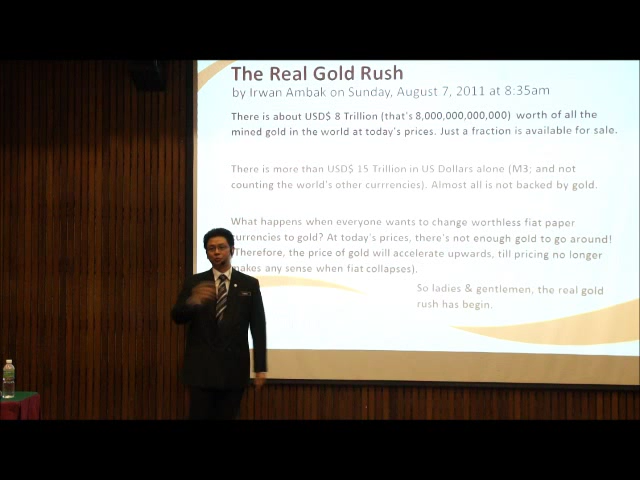 The Real Gold Rush
by Irwan Ambak on Sunday, August 7, 2011 at 8:35am
There is about USD$ 8 Trillion (that's 8,000,000,000,000) worth of all the
mined gold in the world at today's prices. Just a fraction is available for sale.
There is more than USD$ 15 Trillion in US Dollars alone (M3; and not
counting the world's other currrencies). Almost all is not backed by gold.
What happens when everyone wants to change worthless fiat paper
currencies to gold? At today's prices, there's not enough gold to go around!
(Therefore, the price of gold will accelerate upwards, till pricing no longer
makes any sense when fiat collapses).
So ladies & gentlemen, the real gold
rush has begin.